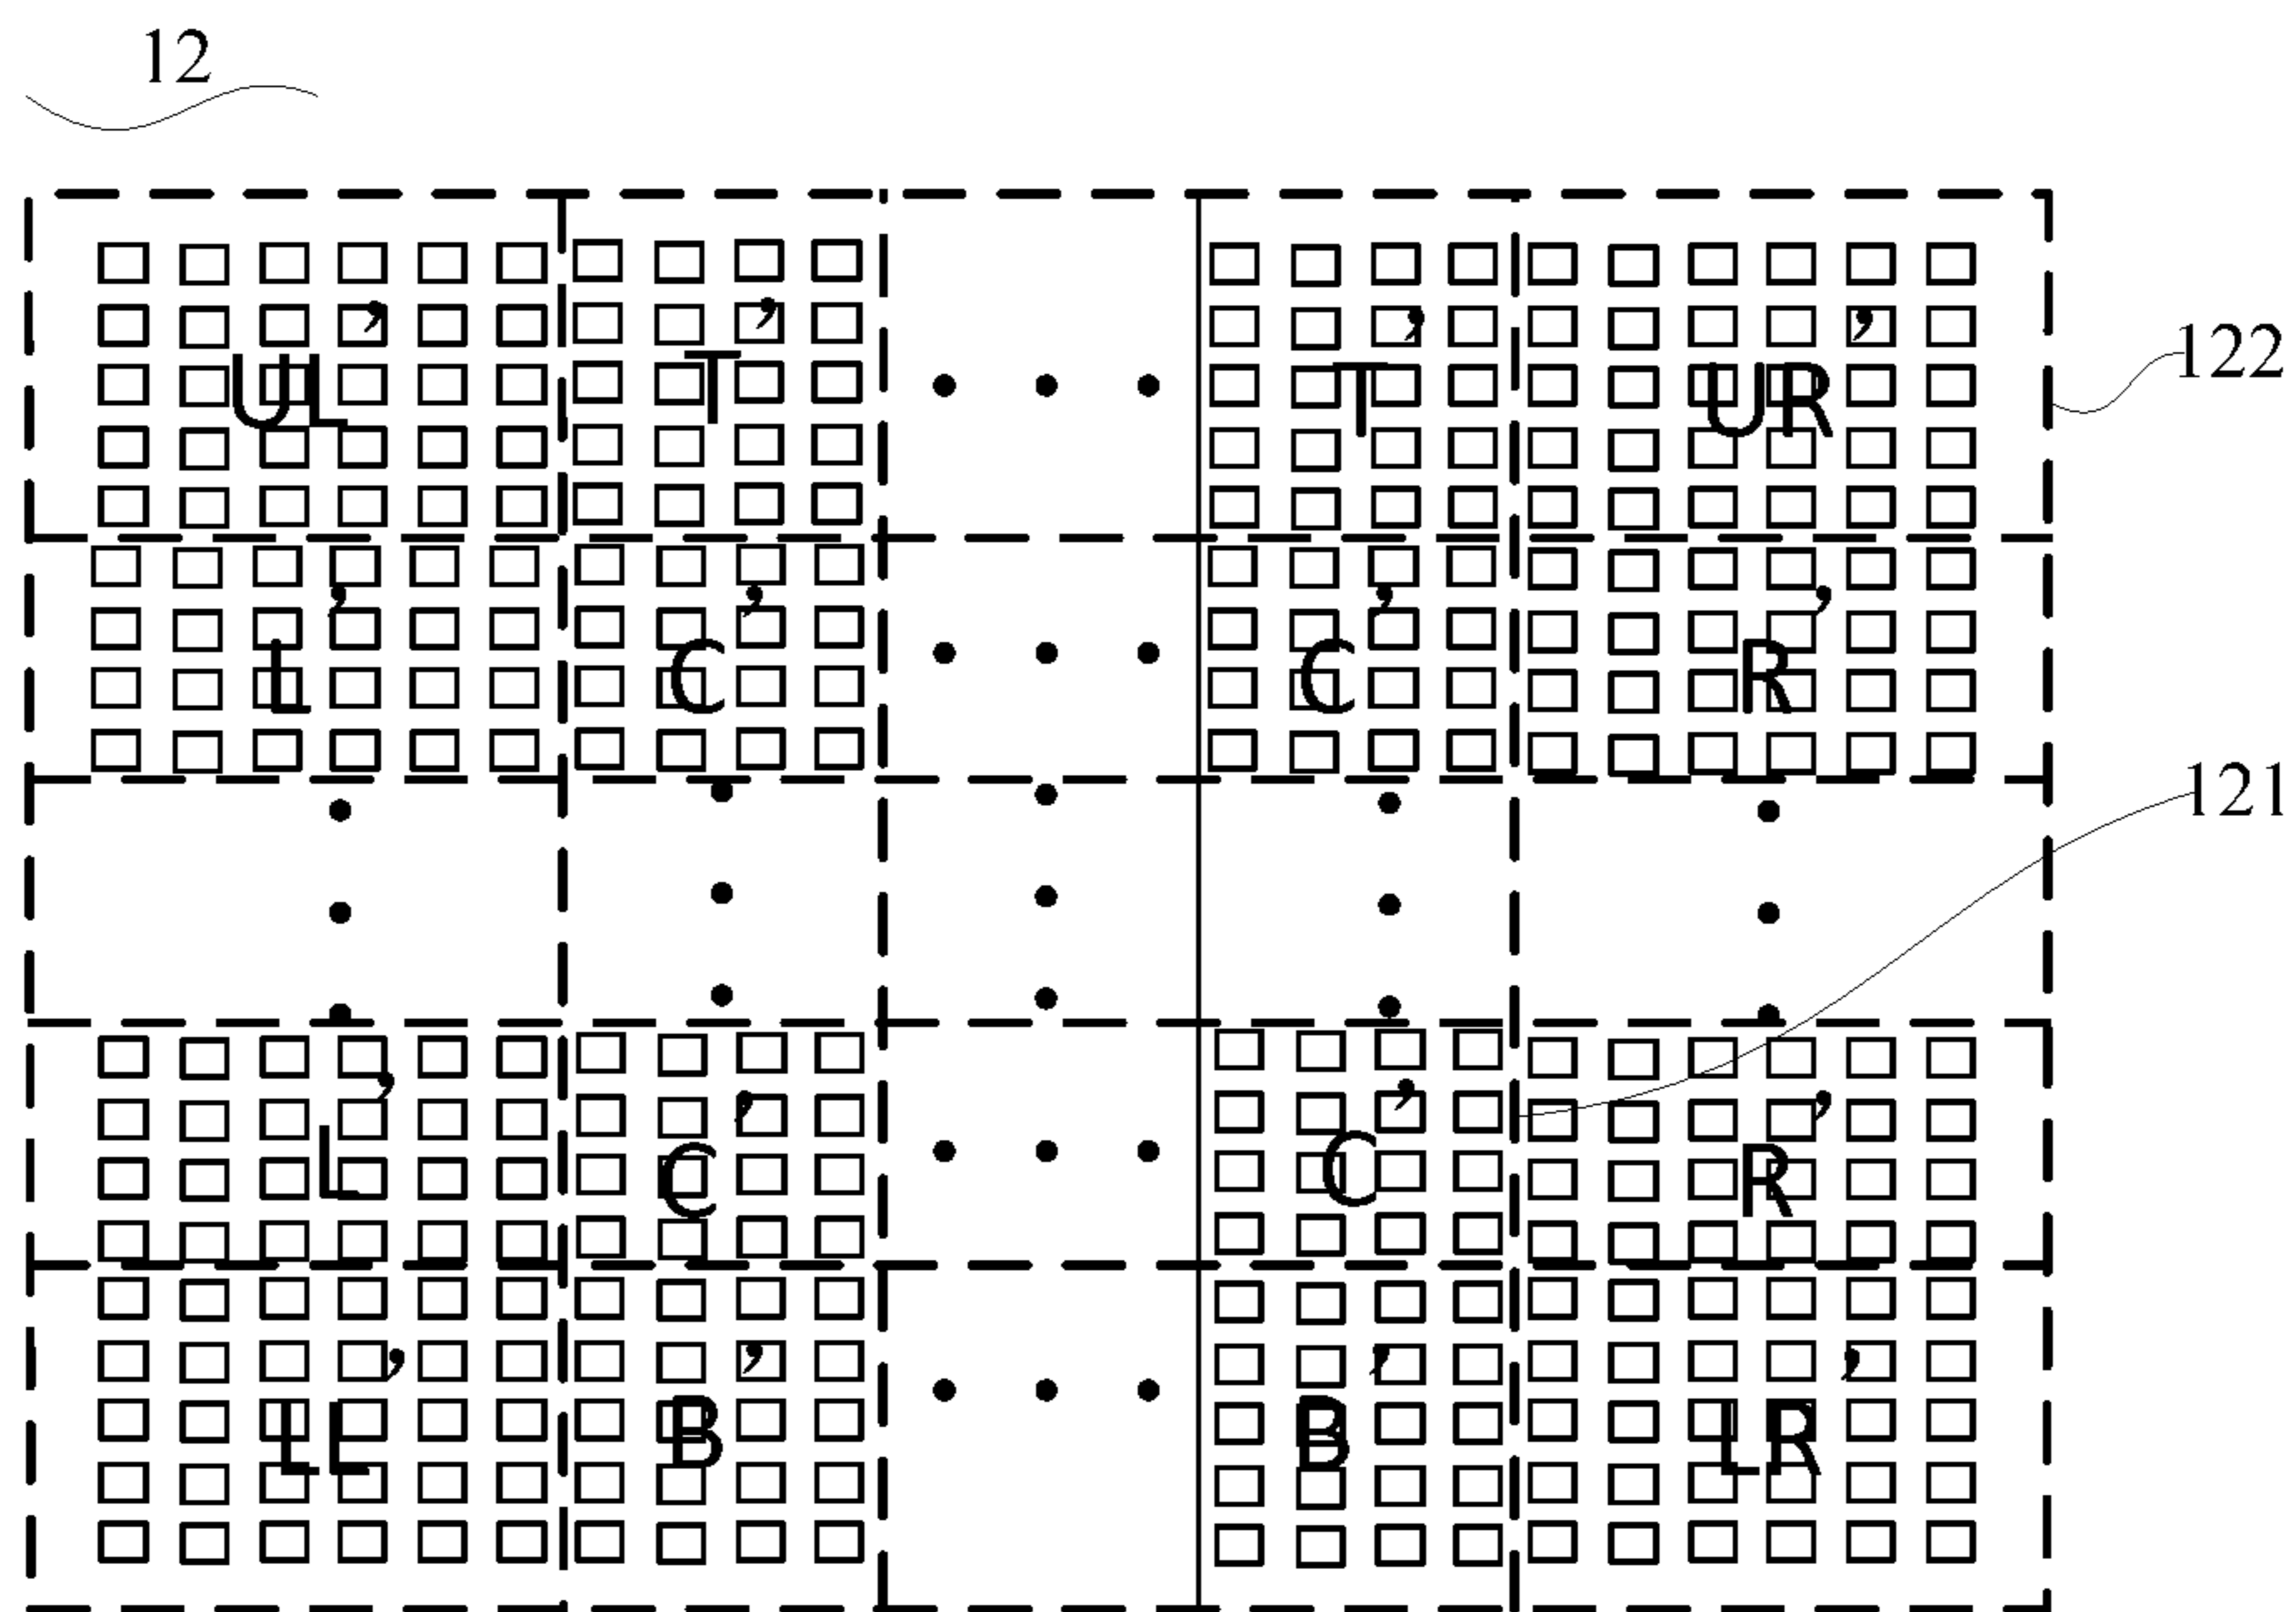 12
UL’ T’ T’ UR’ 122
L’ C’ C’ R’
121
L’ C’ C’ R’
LL’ B’ B’ LR’